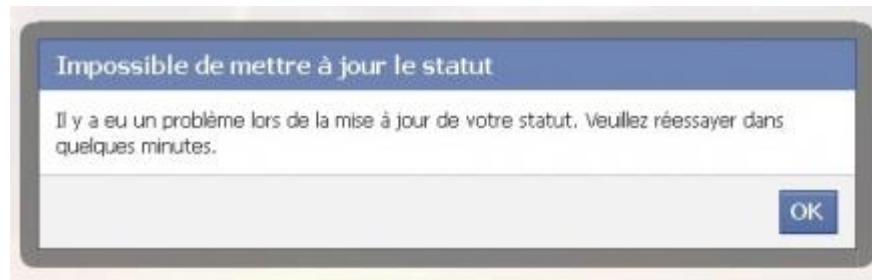 Impossible de mettre à jour le statut
Il y a eu un problème lors de la mise à jour de votre statut. Veuillez réessayer dans
quelques minutes.
OK